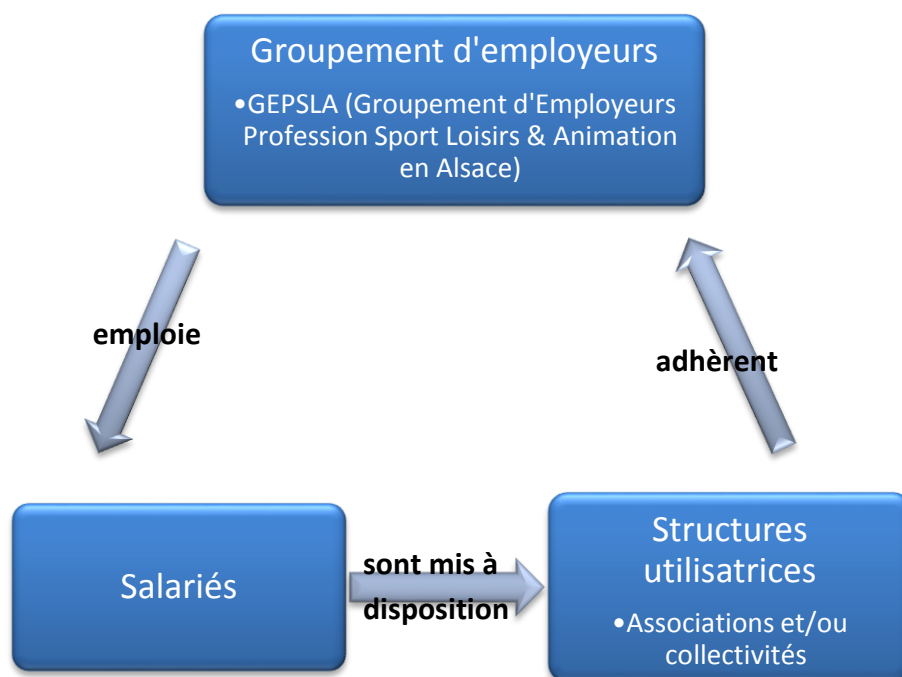 Groupement d'employeurs
•GEPSLA (Groupement d'Employeurs
Profession Sport Loisirs & Animation
en Alsace)
emploie
adhèrent
Salariés
sont mis à
disposition
Structures
utilisatrices
•Associations et/ou
collectivités